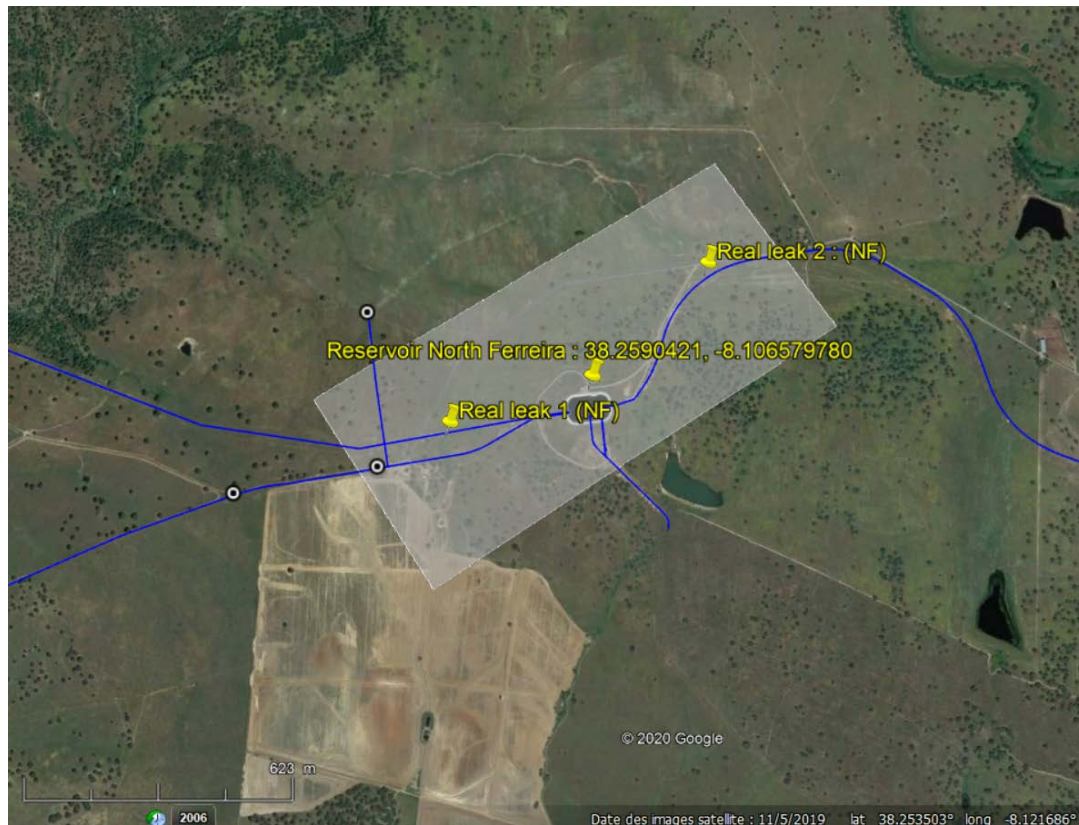 Real leak 2 : (NF)
Reservoir North Ferreira : 38.2590421, -8.106579780
Real leak 1 (NF)
© 2020 Google
623 m
2006
Date des images satellite : 11/5/2019 lat 38.253503° long -8.121686°